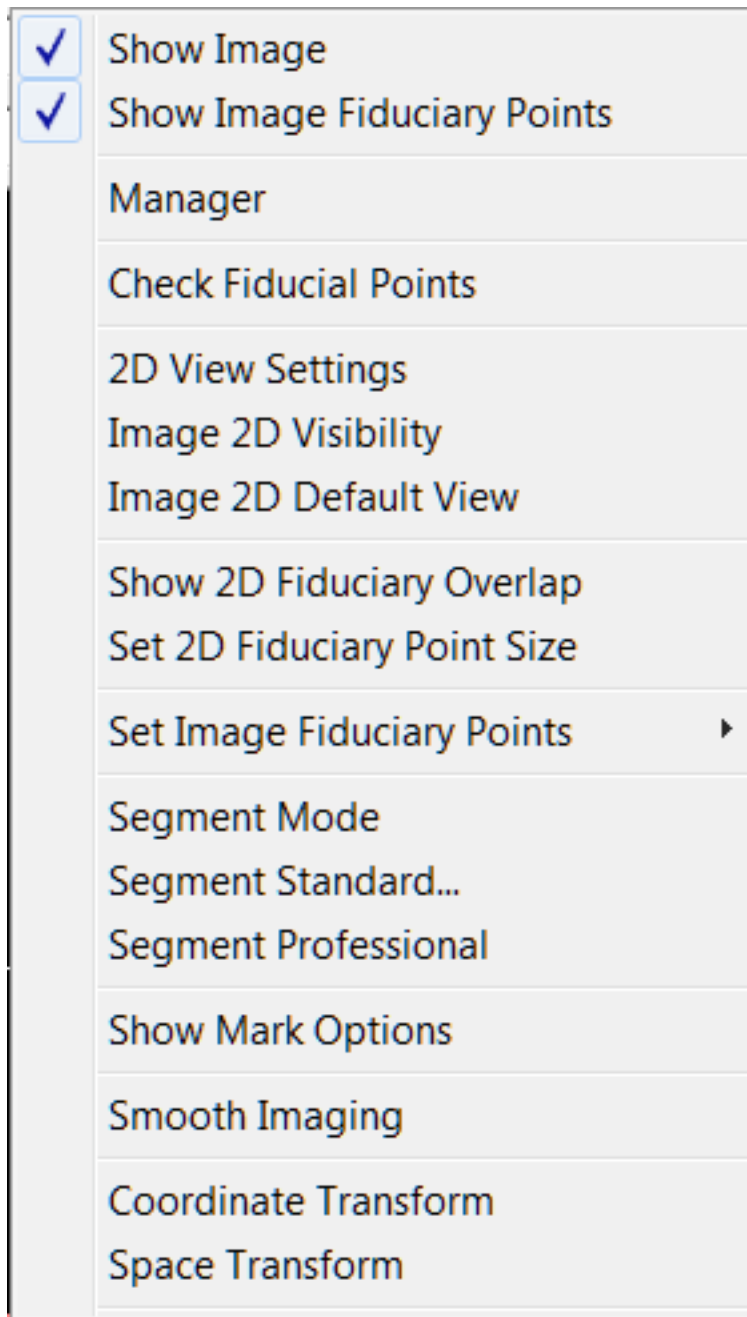 Show Image
Show Image Fiduciary Points
Manager
Check Fiducial Points
2D View Settings
Image 2D Visibility
Image 2D Default View
Show 2D Fiduciary Overlap
Set 2D Fiduciary Point Size
Set Image Fiduciary Points
Segment Mode
Segment Standard...
Segment Professional
Show Mark Options
Smooth Imaging
Coordinate Transform
Space Transform